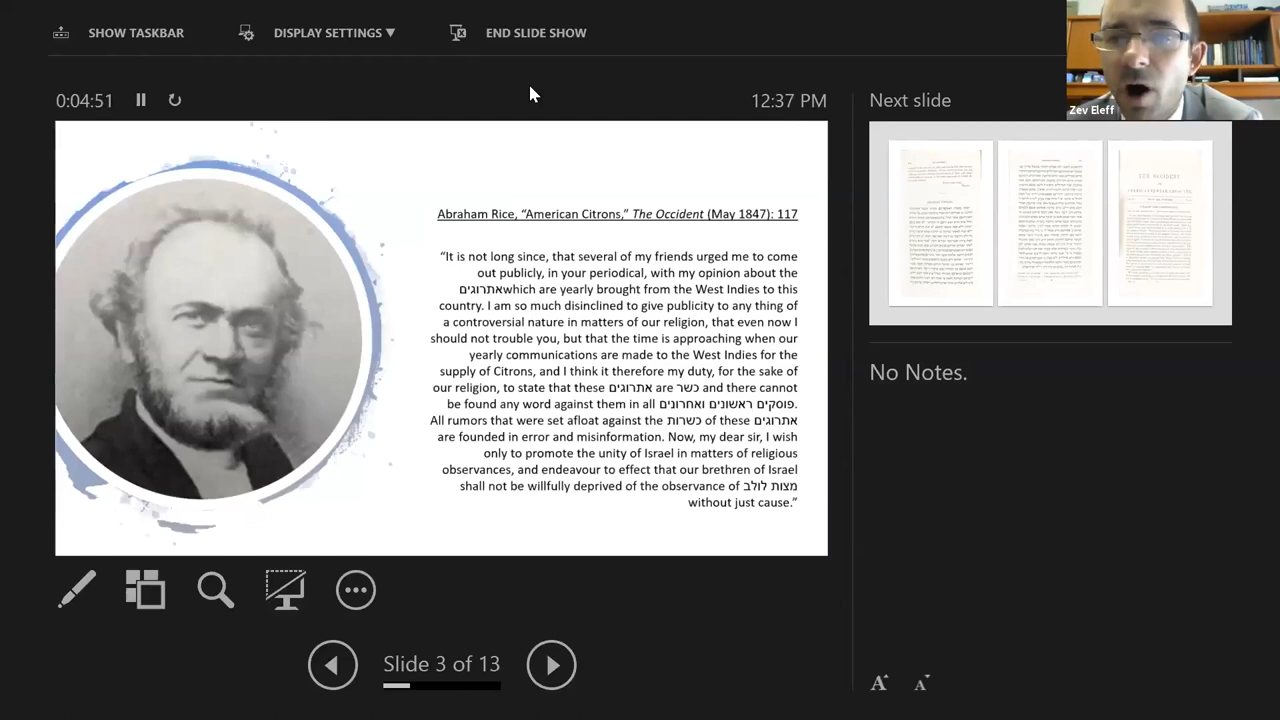 SHOW TASKBAR
DISPLAY SETTINGS ▼
END SLIDE SHOW
Zev Eleff
0:04:51
12:37 PM
Next slide
Abraham Rice, “American Citrons,” The Occident (May 1847): 117
“It is not long since, that several of my friends urged me to come
out publicly, in your periodical, with my opinion about the
אתרוגים which are yearly brought from the West Indies to this
country. I am so much disinclined to give publicity to any thing of
a controversial nature in matters of our religion, that even now I
should not trouble you, but that the time is approaching when our
yearly communications are made to the West Indies for the
supply of Citrons, and I think it therefore my duty, for the sake of
our religion, to state that these אתרוגים are כשר and there cannot
be found any word against them in all פוסקים ראשונים ואחרונים.
All rumors that were set afloat against the כשרות of these אתרוגים
are founded in error and misinformation. Now, my dear sir, I wish
only to promote the unity of Israel in matters of religious
observances, and endeavour to effect that our brethren of Israel
shall not be willfully deprived of the observance of מצות לולב
without just cause.”
THE OCCIDENT
No Notes.
Slide 3 of 13
A A